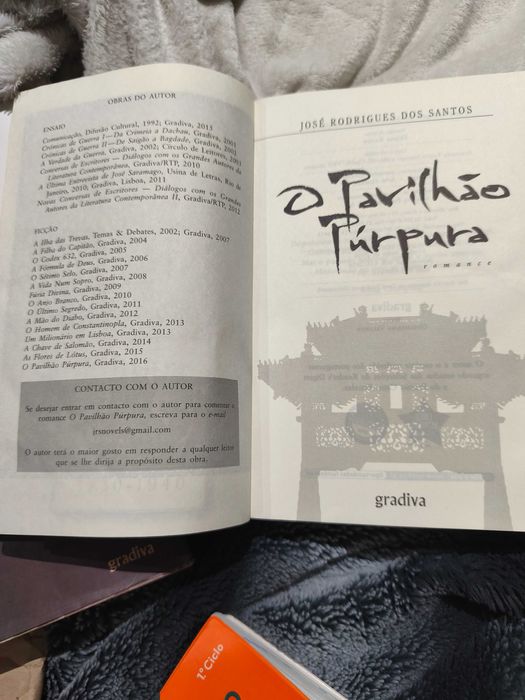 OBRAS DO AUTOR
ENSAIO
Comunicação, Difusão Cultural, 1992; Gradiva, 2015
Crónicas de Guerra I — Da Crimeia a Dachau, Gradiva, 2001
Crónicas de Guerra II — De Saigão a Bagdade, Gradiva, 2002
A Verdade da Guerra, Gradiva, 2002; Círculo de Leitores, 2003
Conversas de Escritores — Diálogos com os Grandes Autores da
Literatura Contemporânea, Gradiva/RTP, 2010
A Última Entrevista de José Saramago, Usina de Letras, Rio de
Janeiro, 2010; Gradiva, Lisboa, 2011
Novas Conversas de Escritores — Diálogos com os Grandes
Autores da Literatura Contemporânea II, Gradiva/RTP, 2012
FICÇÃO
A Ilha das Trevas, Temas & Debates, 2002; Gradiva, 2007
A Filha do Capitão, Gradiva, 2004
O Codex 632, Gradiva, 2005
A Fórmula de Deus, Gradiva, 2006
O Sétimo Selo, Gradiva, 2007
A Vida Num Sopro, Gradiva, 2008
Fúria Divina, Gradiva, 2009
O Anjo Branco, Gradiva, 2010
O Último Segredo, Gradiva, 2011
A Mão do Diabo, Gradiva, 2012
O Homem de Constantinopla, Gradiva, 2013
Um Milionário em Lisboa, Gradiva, 2013
A Chave de Salomão, Gradiva, 2014
As Flores de Lótus, Gradiva, 2015
O Pavilhão Púrpura, Gradiva, 2016
CONTACTO COM O AUTOR
Se desejar entrar em contacto com o autor para comentar o
romance O Pavilhão Púrpura, escreva para o e-mail
jrsnovels@gmail.com
O autor terá o maior gosto em responder a qualquer leitor
que se lhe dirija a propósito desta obra.
JOSÉ RODRIGUES DOS SANTOS
O Pavilhão
Púrpura
romance
gradiva
gradiva
1º Ciclo